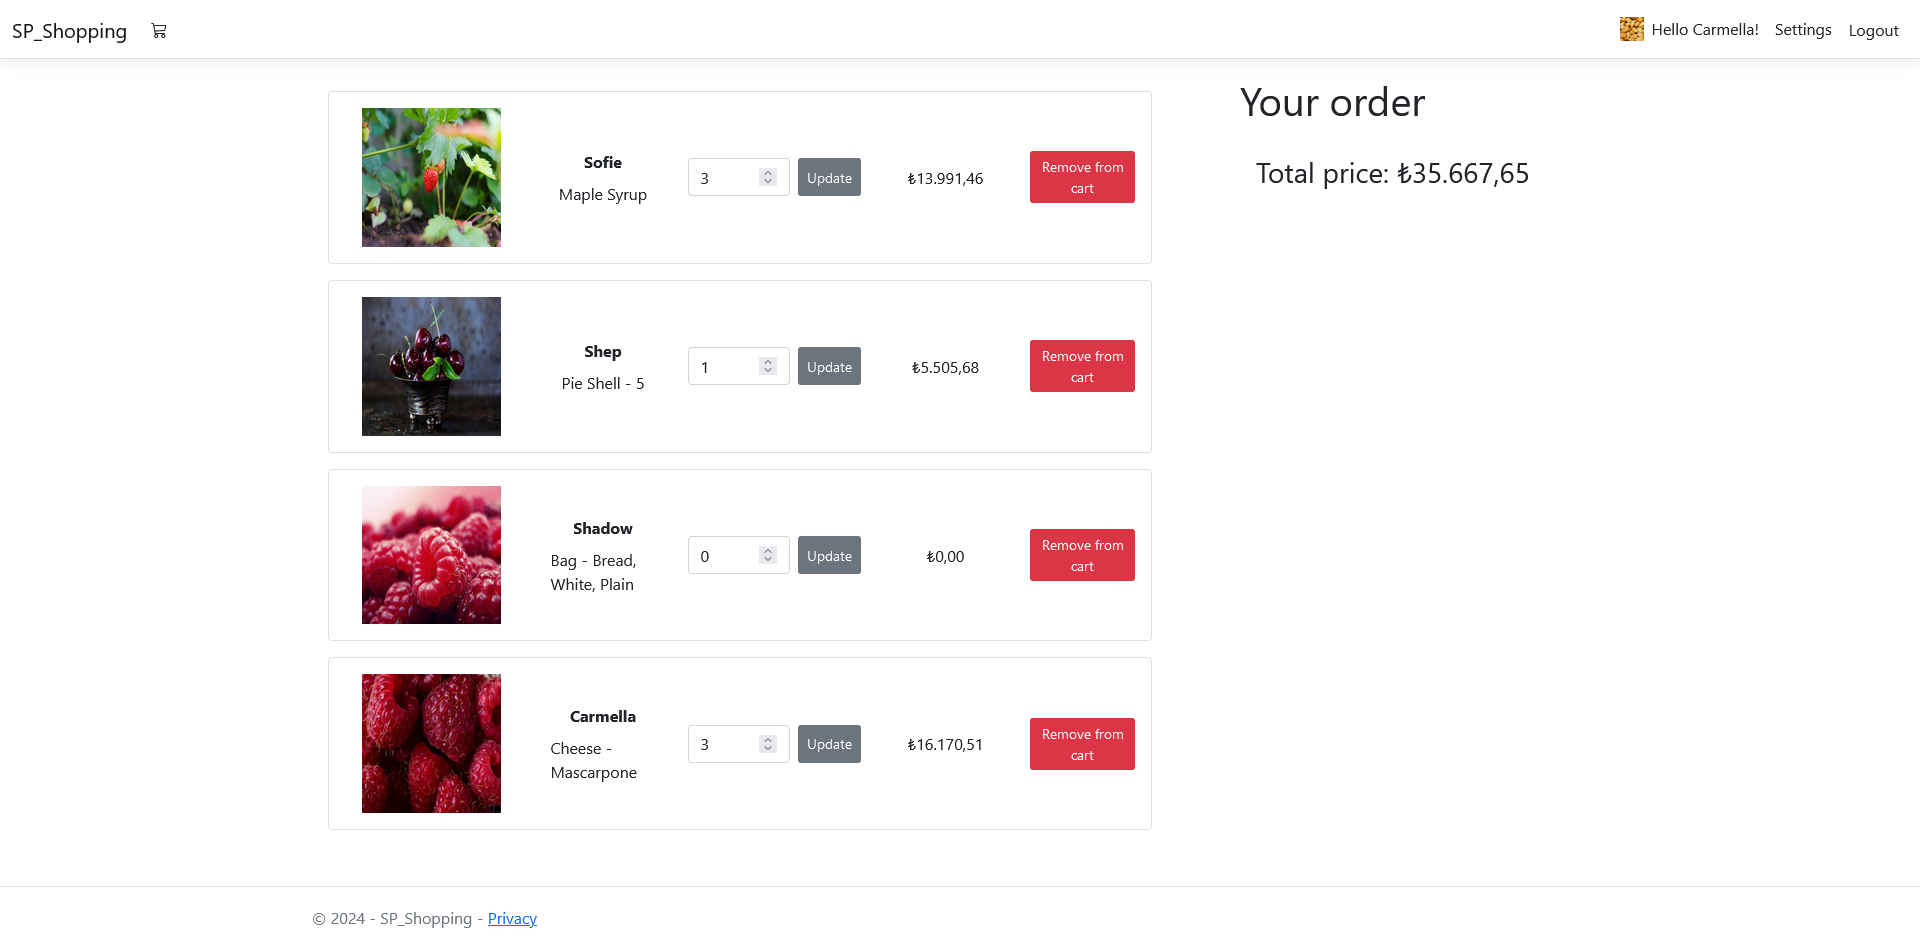 SP_Shopping
Hello Carmella! Settings Logout
Sofie
Maple Syrup
3
Update
₺13.991,46
Remove from
cart
Shep
Pie Shell - 5
1
Update
₺5.505,68
Remove from
cart
Shadow
Bag - Bread,
White, Plain
0
Update
₺0,00
Remove from
cart
Carmella
Cheese -
Mascarpone
3
Update
₺16.170,51
Remove from
cart
Your order
Total price: ₺35.667,65
© 2024 - SP_Shopping - Privacy